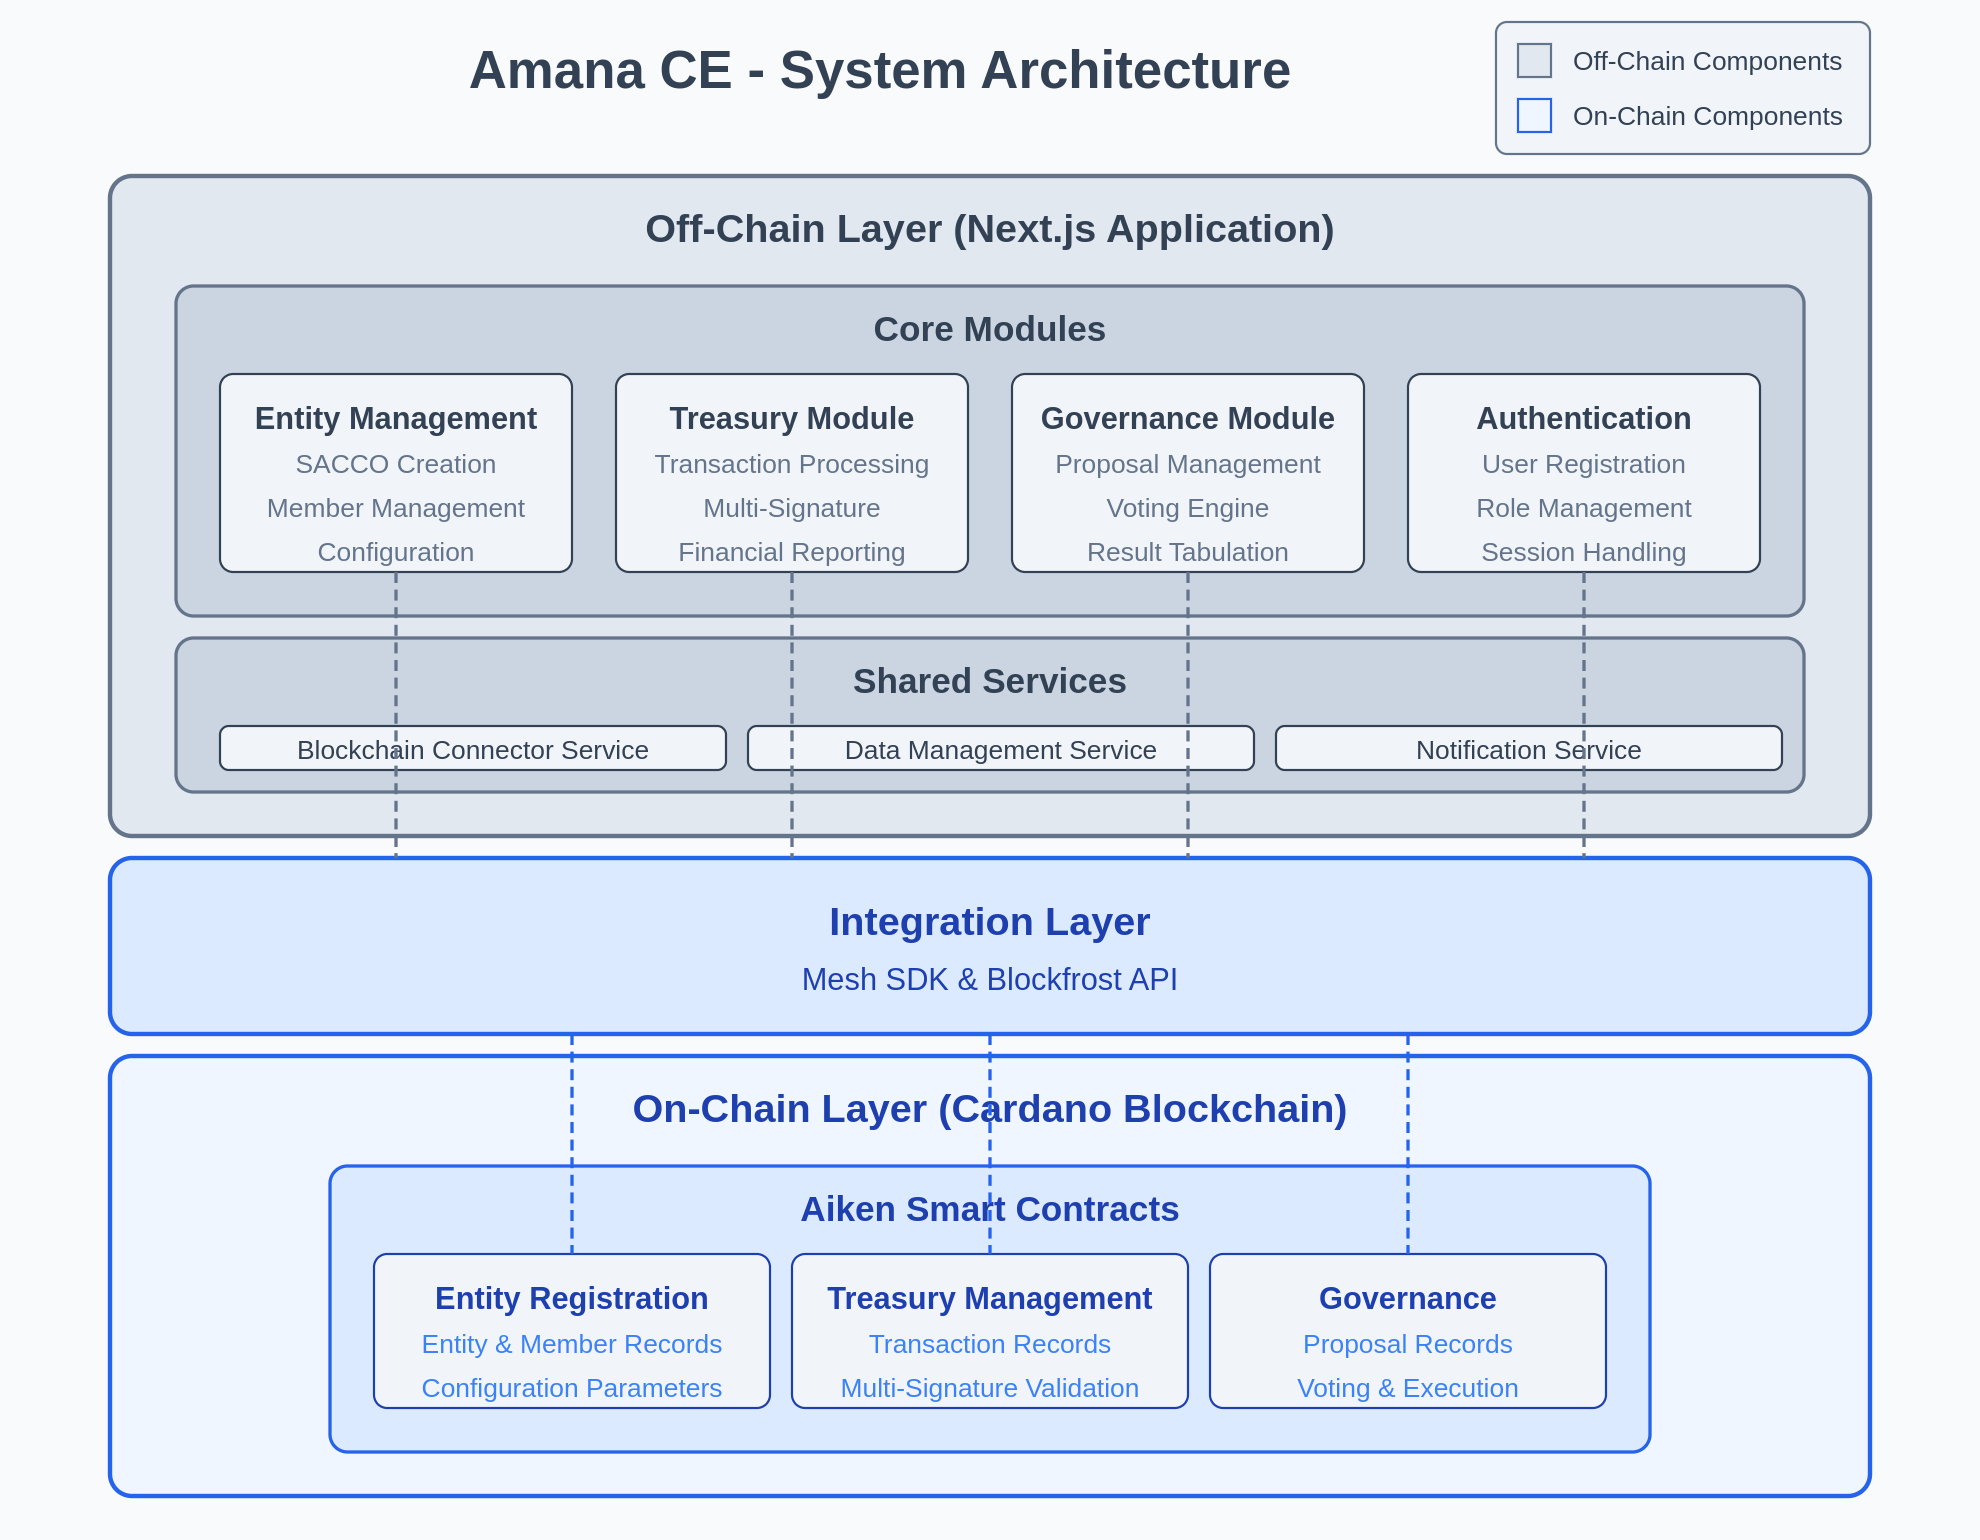 Amana CE - System Architecture
Off-Chain Components
On-Chain Components
Off-Chain Layer (Next.js Application)
Core Modules
Entity Management
SACCO Creation
Member Management
Configuration
Treasury Module
Transaction Processing
Multi-Signature
Financial Reporting
Governance Module
Proposal Management
Voting Engine
Result Tabulation
Authentication
User Registration
Role Management
Session Handling
Shared Services
Blockchain Connector Service
Data Management Service
Notification Service
Integration Layer
Mesh SDK & Blockfrost API
On-Chain Layer (Cardano Blockchain)
Aiken Smart Contracts
Entity Registration
Entity & Member Records
Configuration Parameters
Treasury Management
Transaction Records
Multi-Signature Validation
Governance
Proposal Records
Voting & Execution